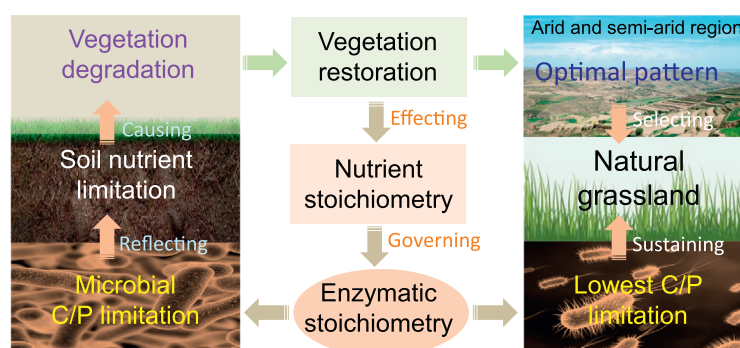 Vegetation
degradation
Causing
Soil nutrient
limitation
Reflecting
Microbial
C/P limitation
Vegetation
restoration
Effecting
Nutrient
stoichiometry
Governing
Enzymatic
stoichiometry
Arid and semi-arid region
Optimal pattern
Selecting
Natural
grassland
Sustaining
Lowest C/P
limitation